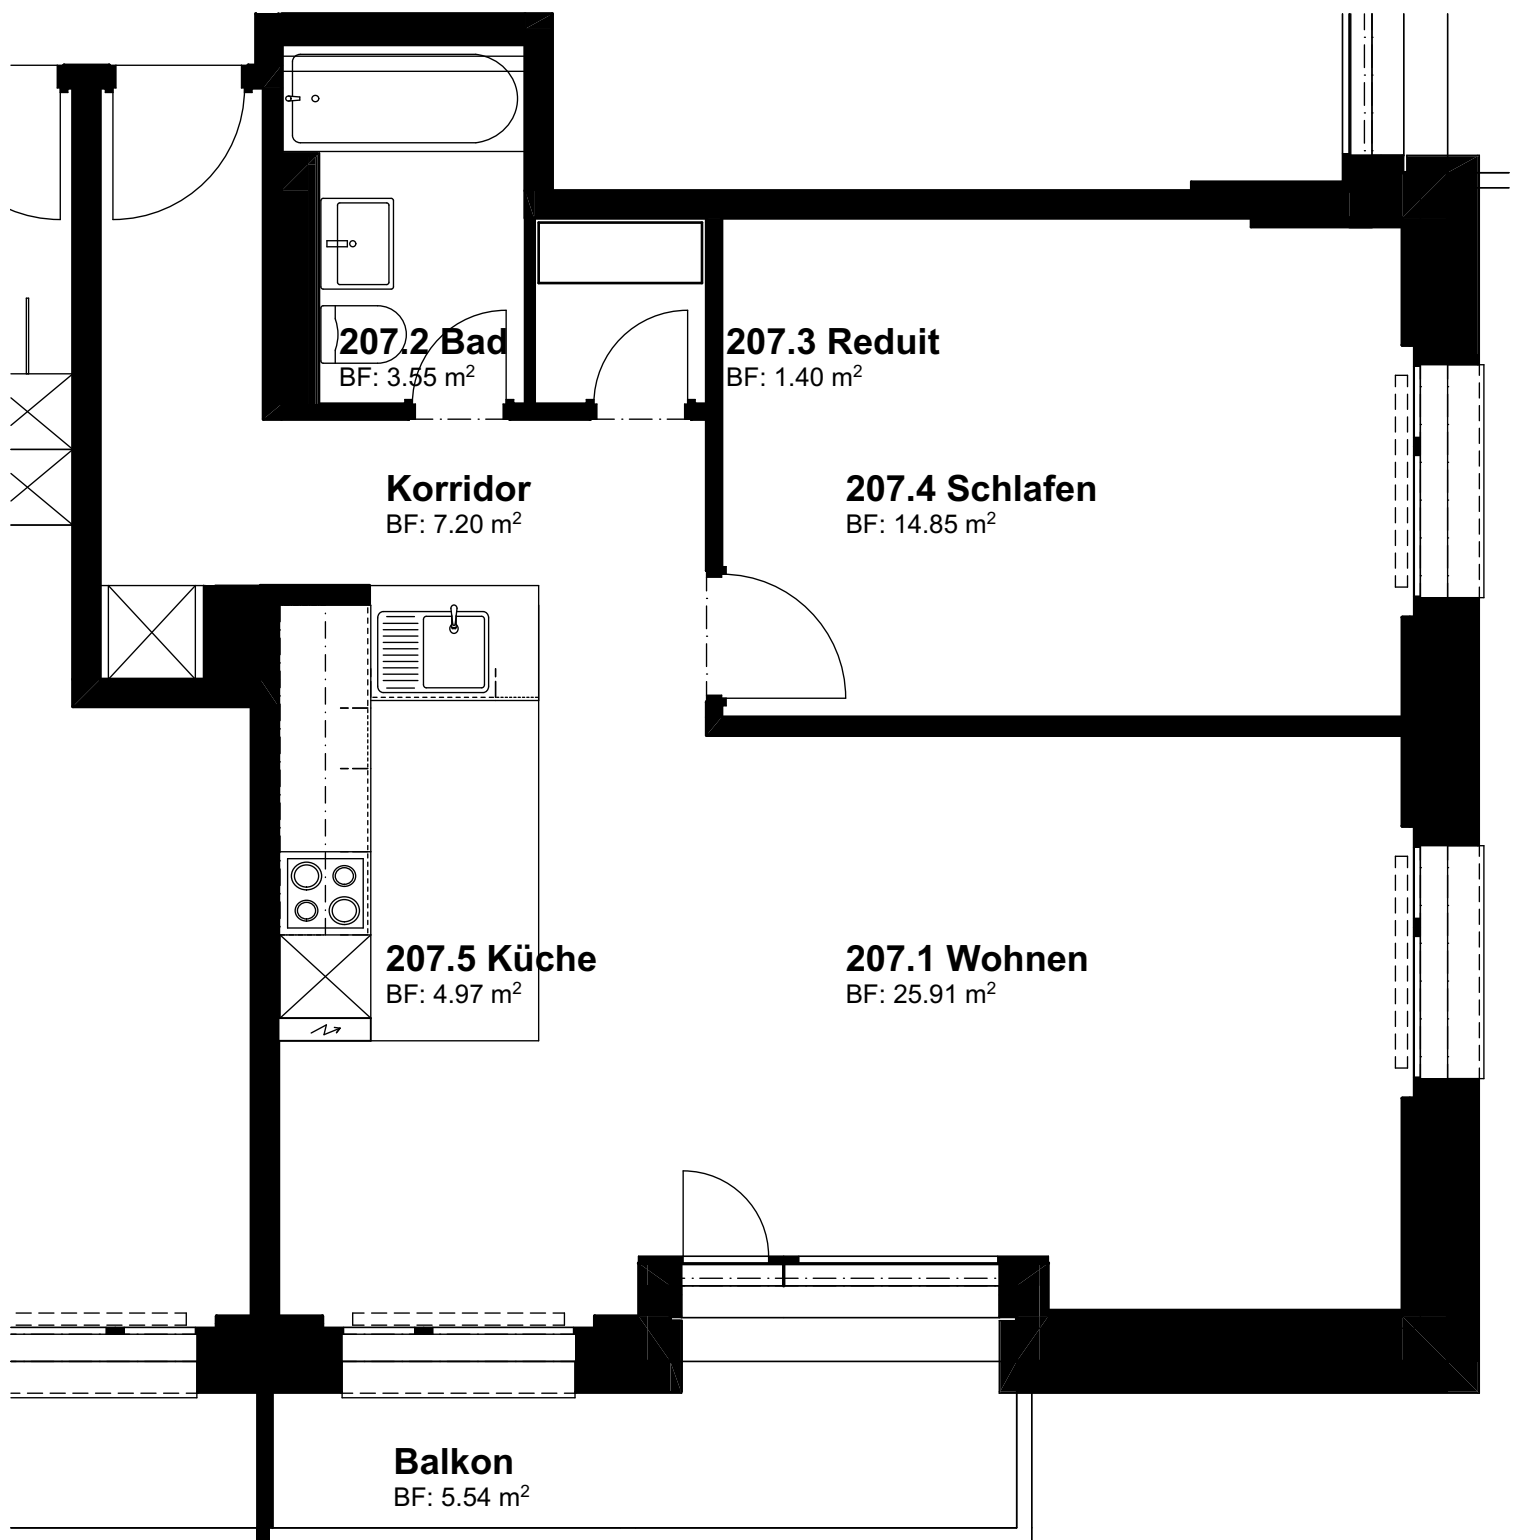 207.2 Bad
BF: 3.55 m²
207.3 Reduit
BF: 1.40 m²
Korridor
BF: 7.20 m²
207.4 Schlafen
BF: 14.85 m²
207.5 Küche
BF: 4.97 m²
207.1 Wohnen
BF: 25.91 m²
Balkon
BF: 5.54 m²